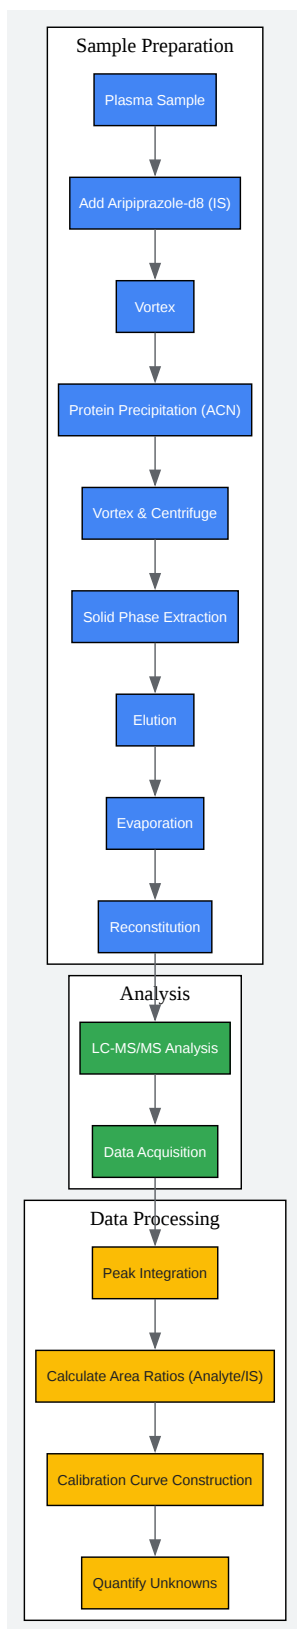 Sample Preparation
Plasma Sample
Add Aripiprazole-d8 (IS)
Vortex
Protein Precipitation (ACN)
Vortex & Centrifuge
Solid Phase Extraction
Elution
Evaporation
Reconstitution
Analysis
LC-MS/MS Analysis
Data Acquisition
Data Processing
Peak Integration
Calculate Area Ratios (Analyte/IS)
Calibration Curve Construction
Quantify Unknowns